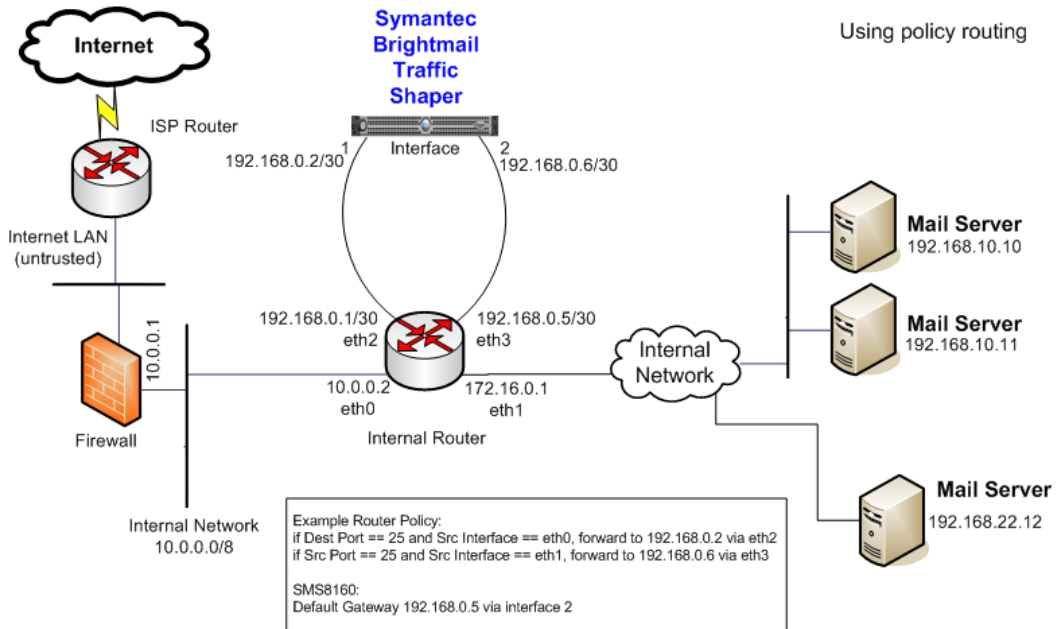 Internet
Symantec
Brightmail
Traffic
Shaper
Using policy routing
ISP Router
1
Interface
2
192.168.0.2/30
192.168.0.6/30
Internet LAN
(untrusted)
Mail Server
192.168.10.10
10.0.0.1
192.168.0.1/30
eth2
192.168.0.5/30
eth3
Internal
Network
Mail Server
192.168.10.11
10.0.0.2
eth0
172.16.0.1
eth1
Firewall
Internal Router
Mail Server
192.168.22.12
Internal Network
10.0.0.0/8
Example Router Policy:
if Dest Port == 25 and Src Interface == eth0, forward to 192.168.0.2 via eth2
if Src Port == 25 and Src Interface == eth1, forward to 192.168.0.6 via eth3
SMS8160:
Default Gateway 192.168.0.5 via interface 2